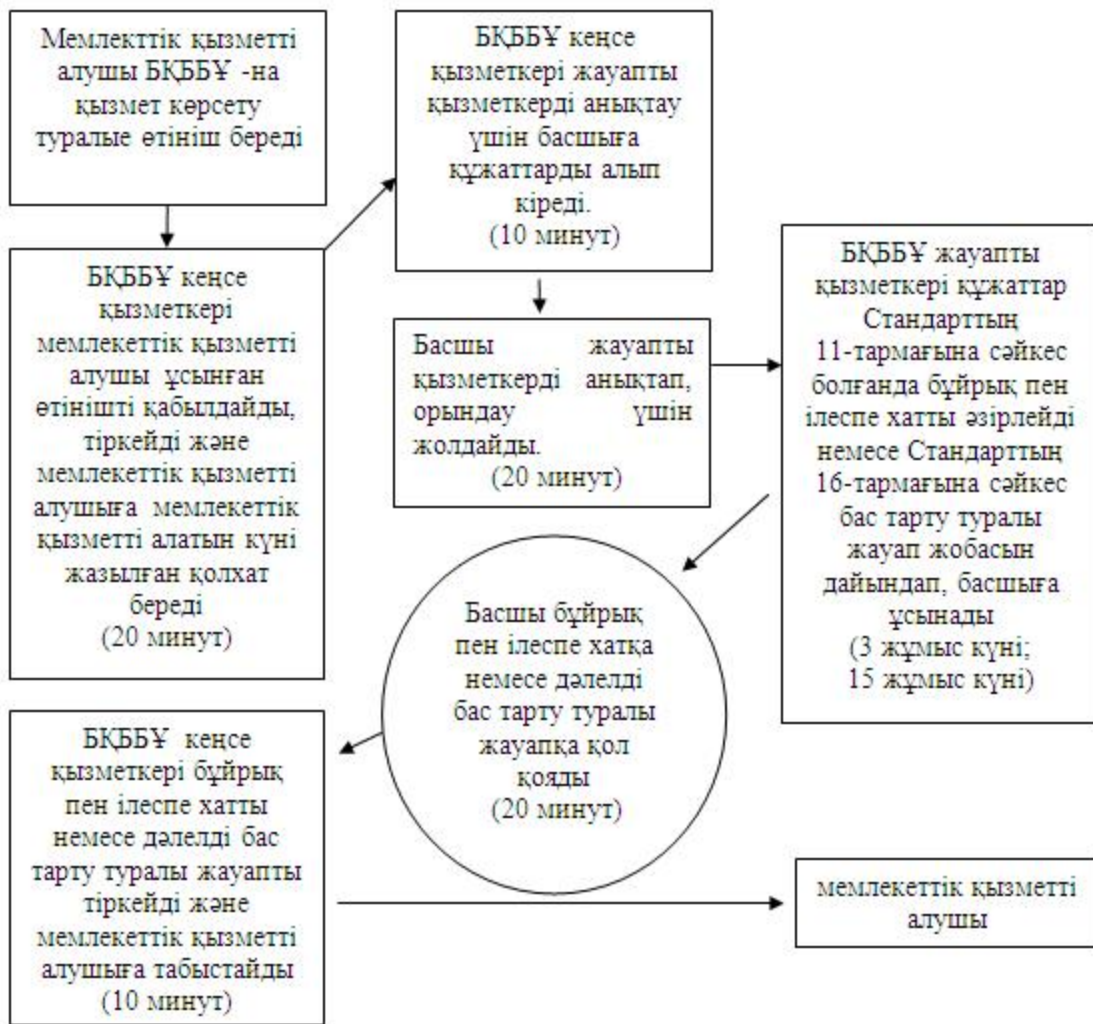 Мемлекттік қызметті
алушы БҚББҰ -на
қызмет көрсету
туралые өтініш береді
БҚББҰ кеңсе
қызметкері
мемлекеттік қызметті
алушы ұсынған
өтінішті қабылдайды,
тіркейді және
мемлекеттік қызметті
алушыға мемлекеттік
қызметті алатын күні
жазылған қолхат
береді
(20 минут)
БҚББҰ кеңсе
қызметкері жауапты
қызметкерді анықтау
үшін басшыға
құжаттарды алып
кіреді.
(10 минут)
Басшы жауапты
қызметкерді анықтап,
орындау үшін
жолдайды.
(20 минут)
БҚББҰ жауапты
қызметкері құжаттар
Стандарттың
11-тармағына сәйкес
болғанда бұйрық пен
ілеспе хатты әзірлейді
немесе Стандарттың
16-тармағына сәйкес
бас тарту туралы
жауап жобасын
дайындап, басшыға
ұсынады
(3 жұмыс күні;
15 жұмыс күні)
Басшы бұйрық
пен ілеспе хатқа
немесе дәлелді
бас тарту туралы
жауапқа қол
қояды
(20 минут)
БҚББҰ кеңсе
қызметкері бұйрық
пен ілеспе хатты
немесе дәлелді бас
тарту туралы жауапты
тіркейді және
мемлекеттік қызметті
алушыға табыстайды
(10 минут)
мемлекеттік қызметті
алушы